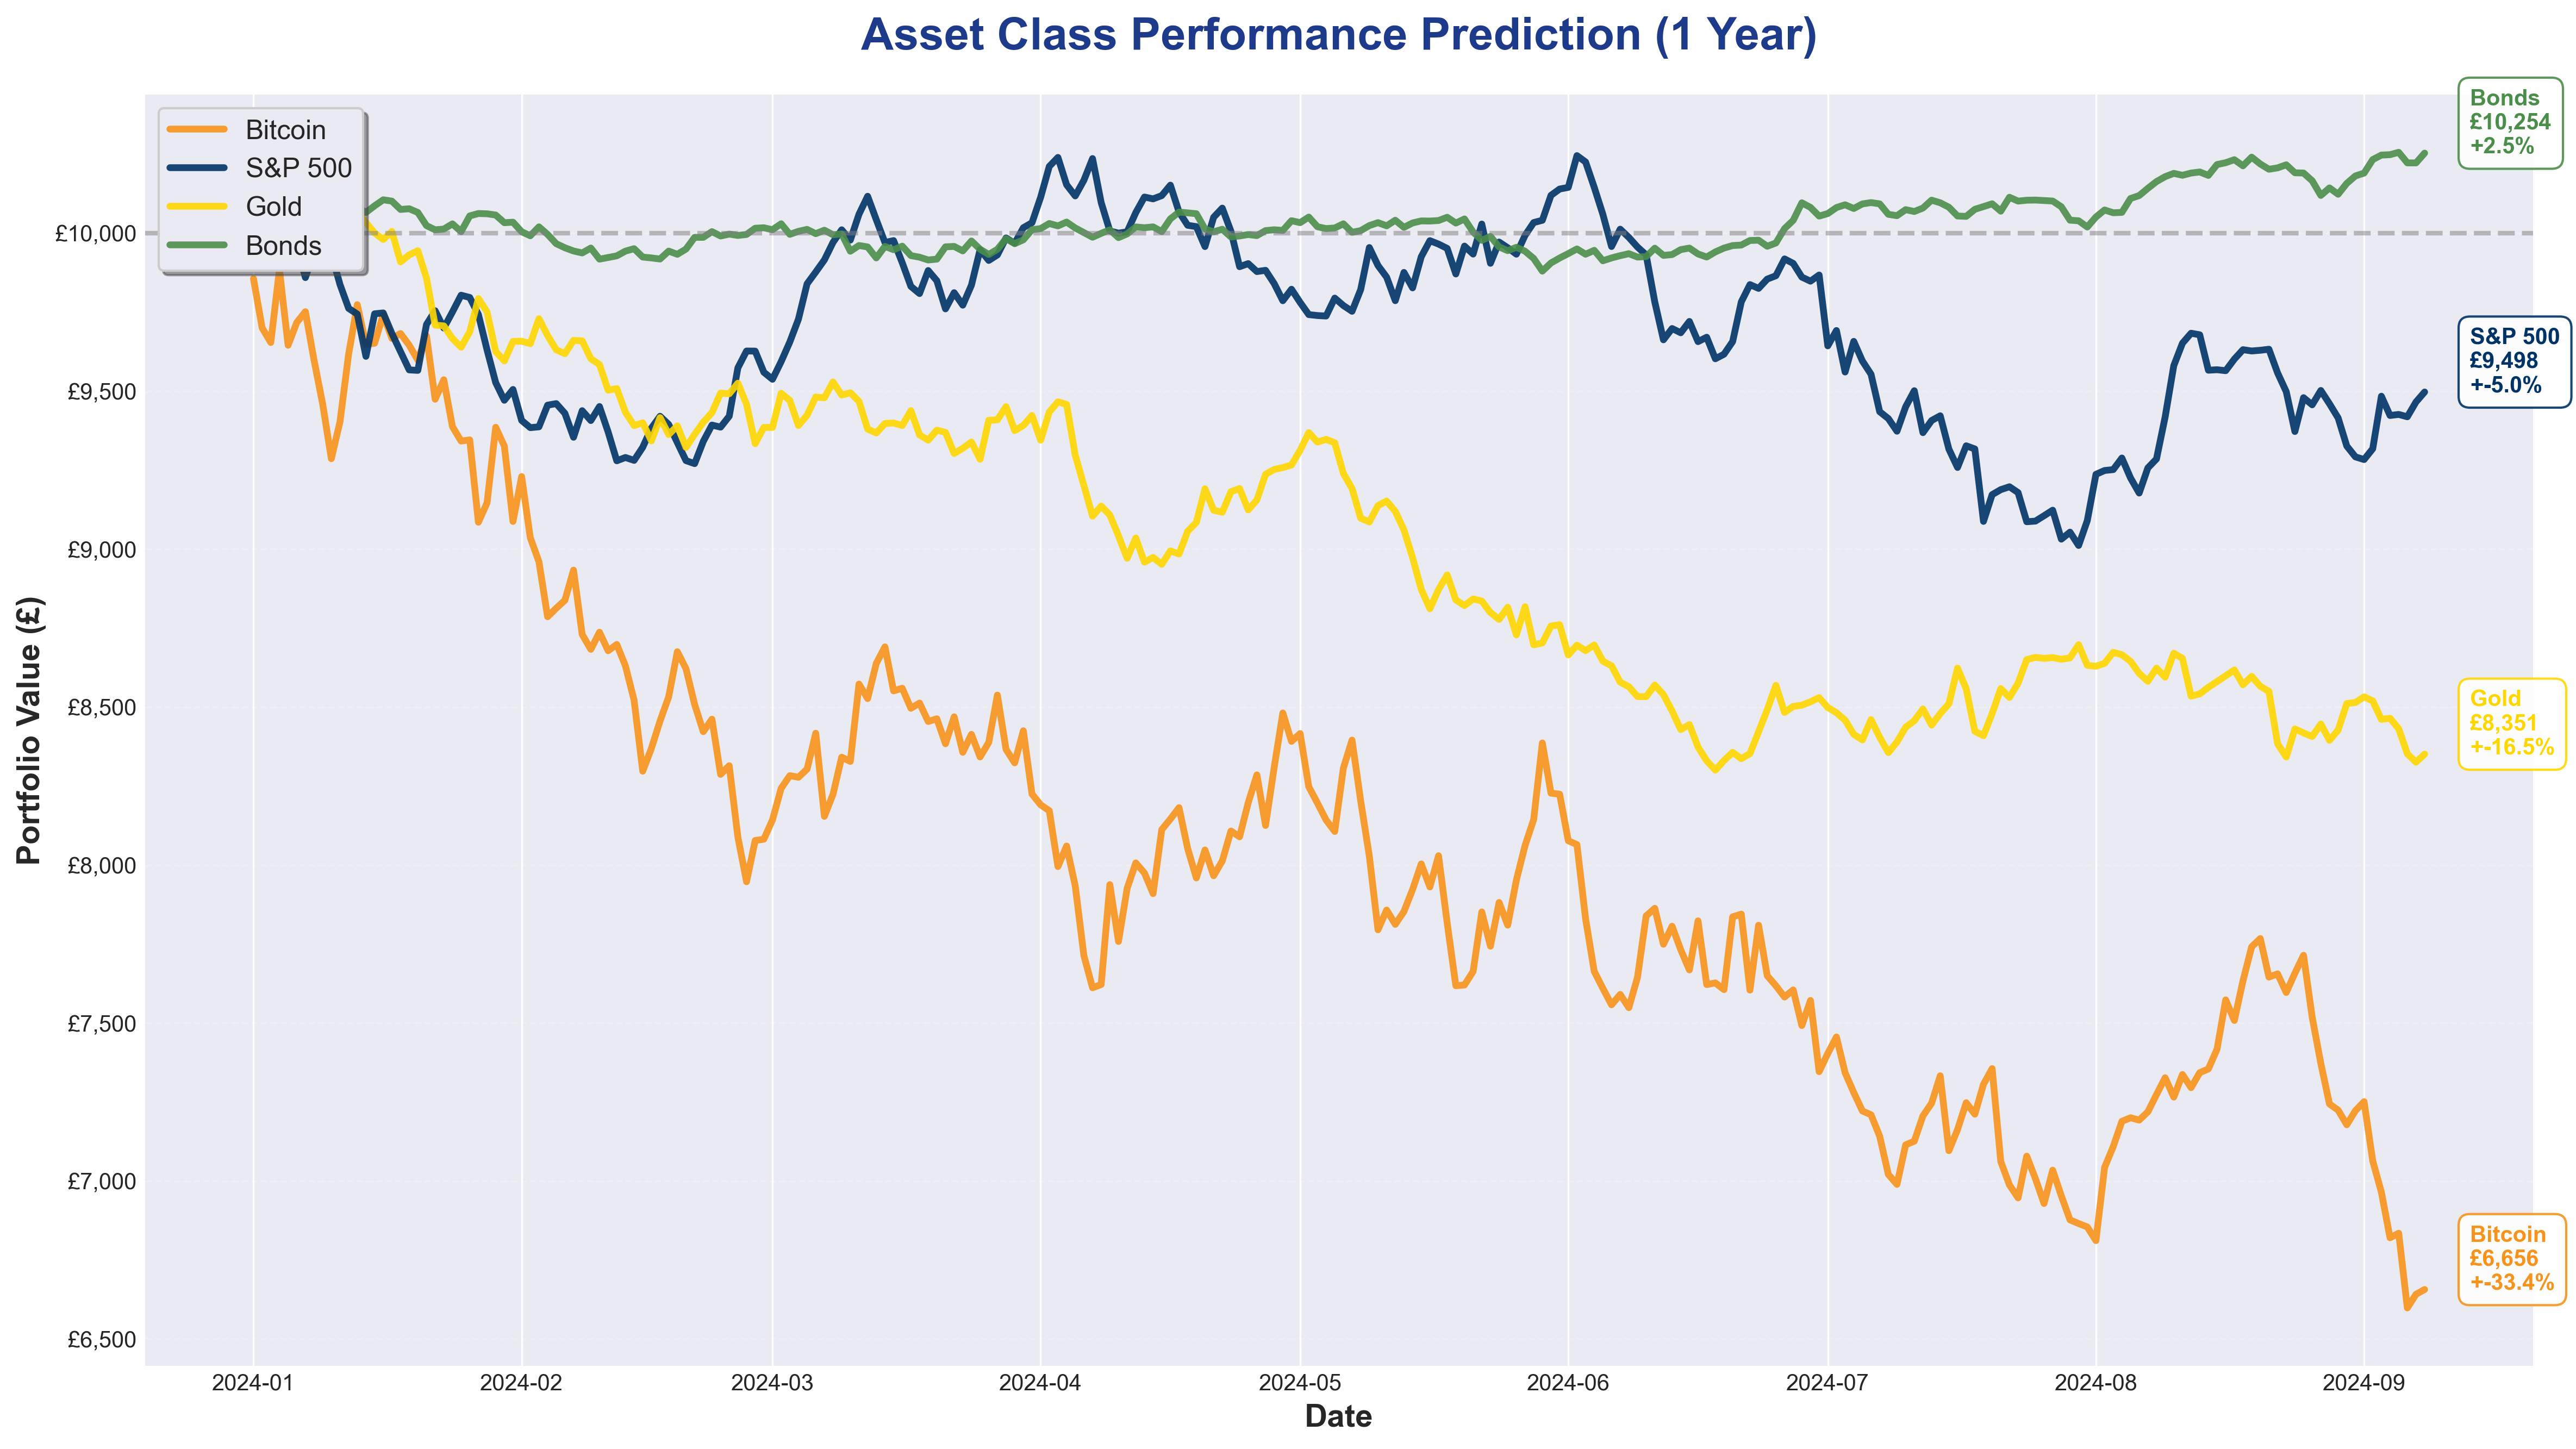 Asset Class Performance Prediction (1 Year)
Bitcoin
S&P 500
Gold
Bonds
Bonds
£10,254
+2.5%
S&P 500
£9,498
+-5.0%
Gold
£8,351
+-16.5%
Bitcoin
£6,656
+-33.4%
Portfolio Value (£)
£10,000
£9,500
£9,000
£8,500
£8,000
£7,500
£7,000
£6,500
2024-01
2024-02
2024-03
2024-04
2024-05
2024-06
2024-07
2024-08
2024-09
Date